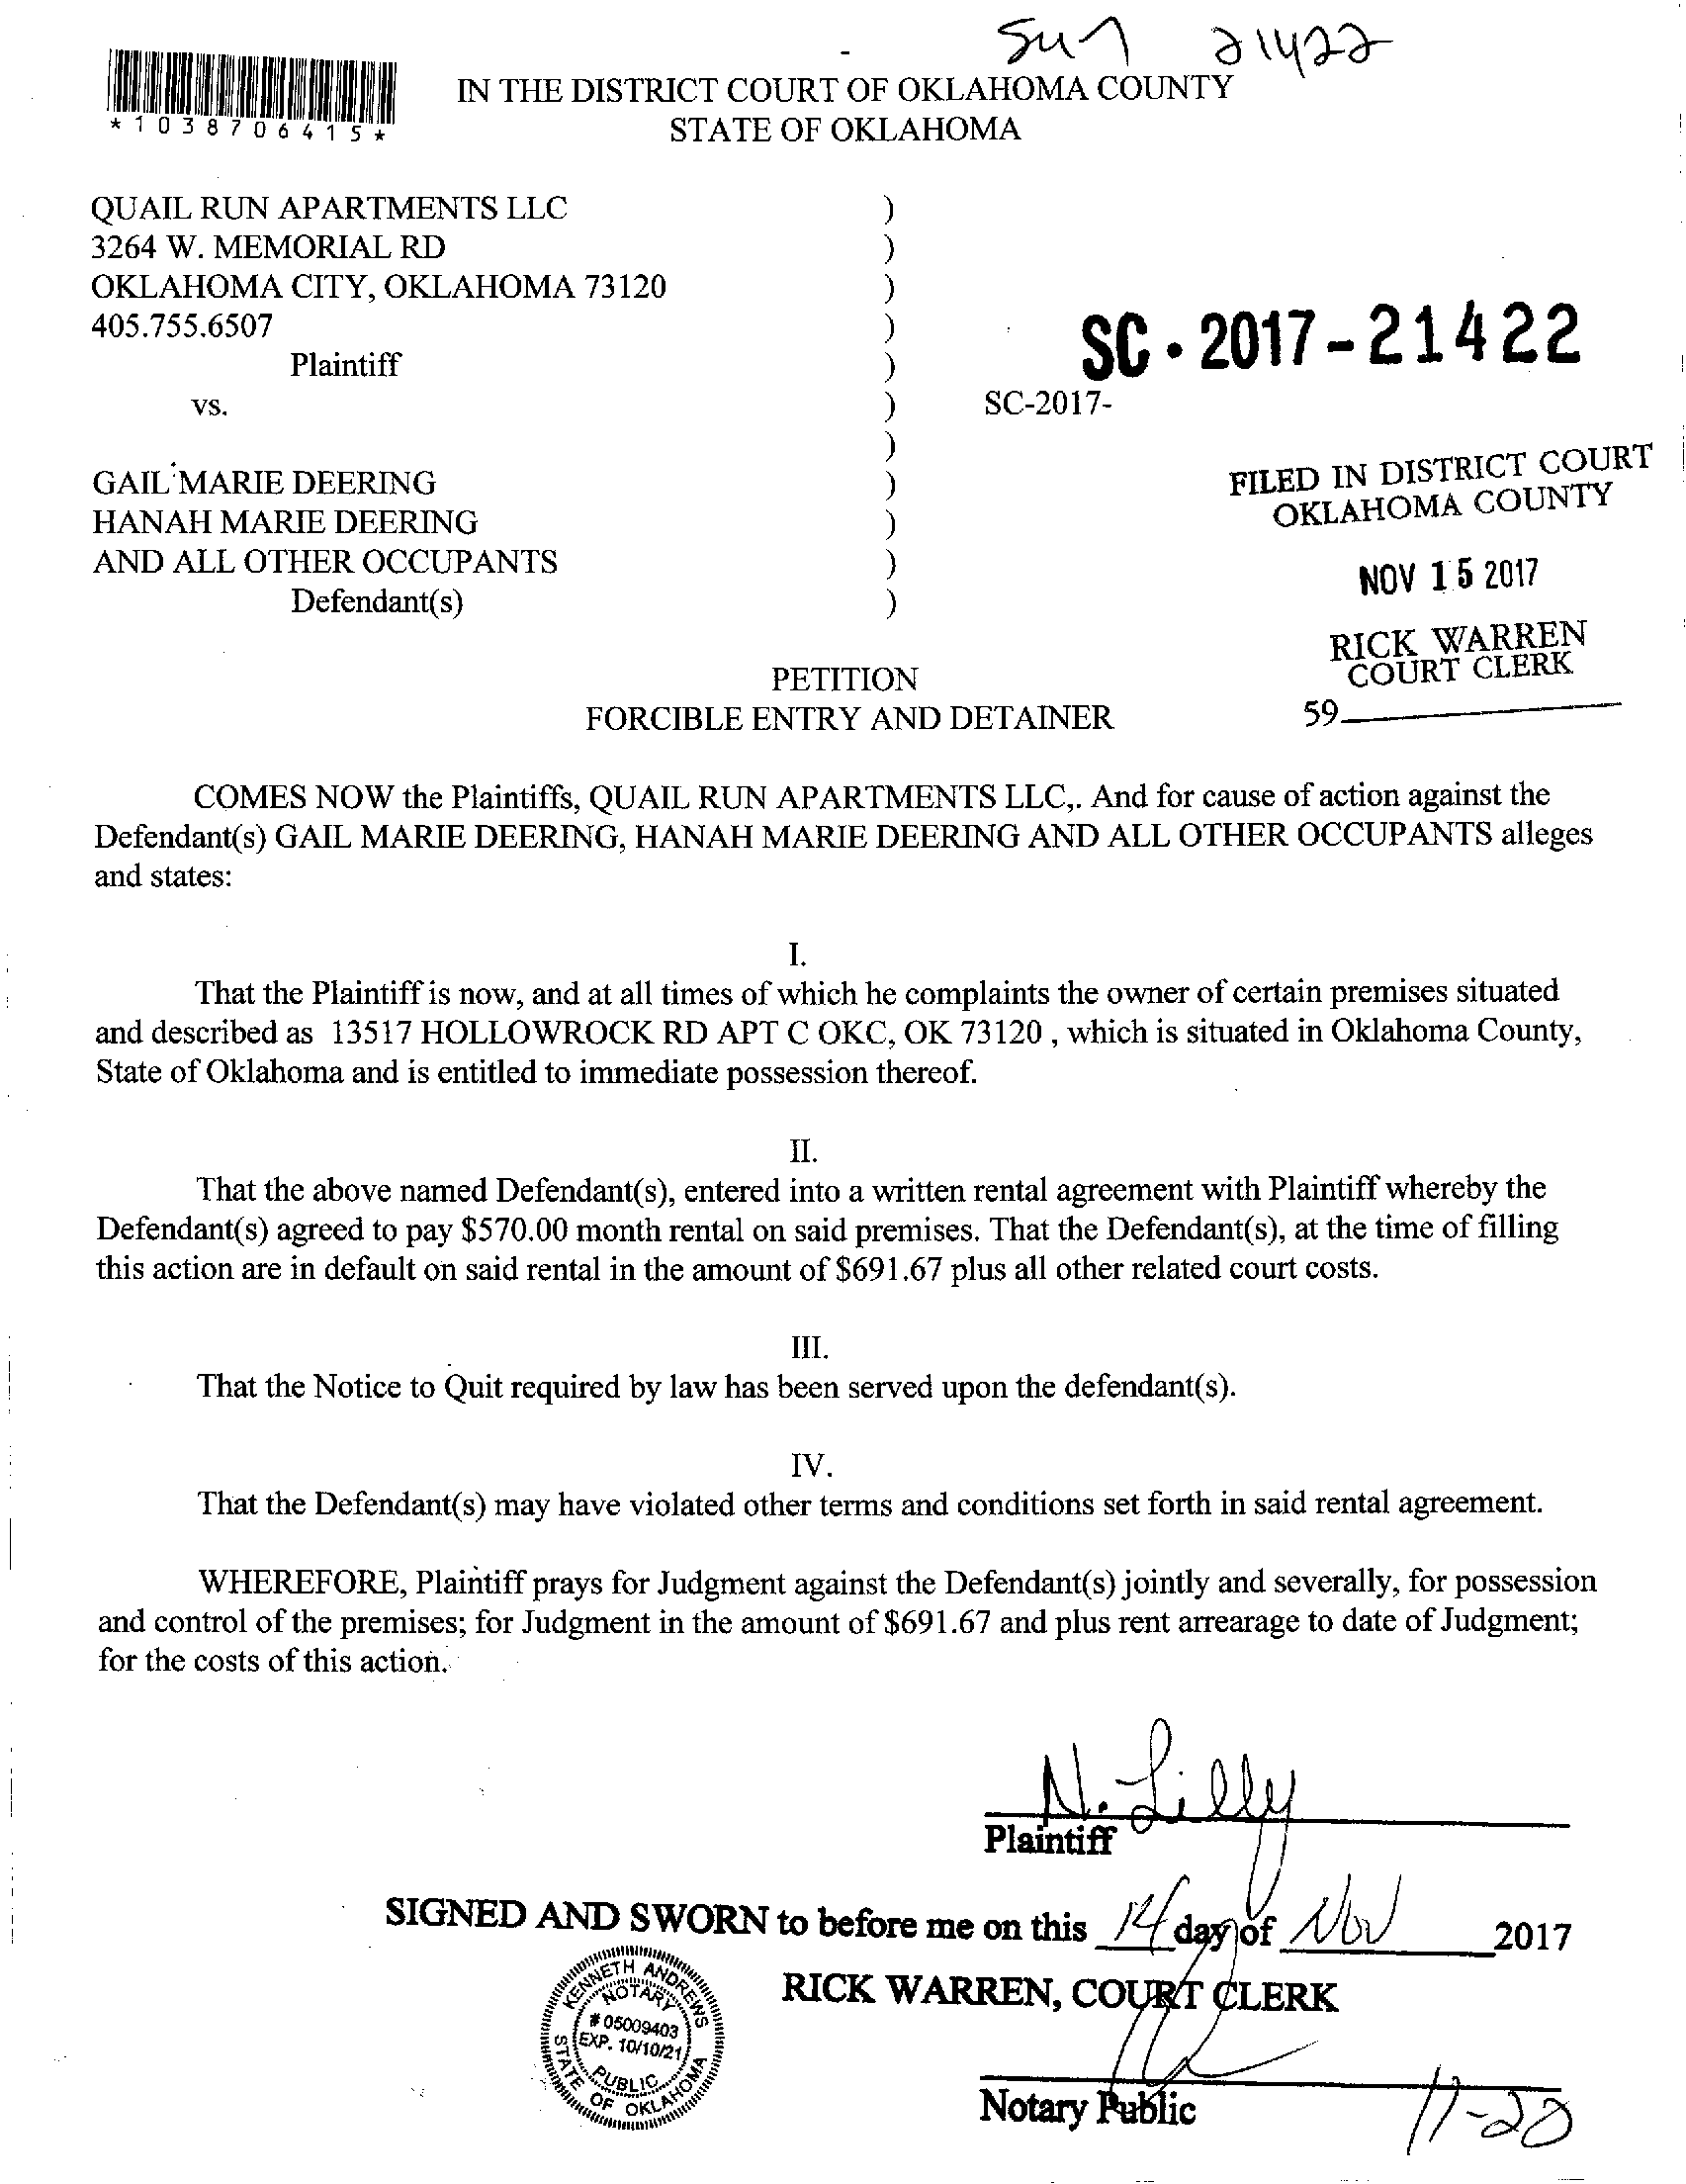 SC-17 21422
*1038706415*
IN THE DISTRICT COURT OF OKLAHOMA COUNTY
STATE OF OKLAHOMA
QUAIL RUN APARTMENTS LLC )
3264 W. MEMORIAL RD )
OKLAHOMA CITY, OKLAHOMA 73120 )
405.755.6507 )
Plaintiff )
SC • 2017-21422
vs. ) SC-2017-
)
GAIL MARIE DEERING )
HANAH MARIE DEERING )
AND ALL OTHER OCCUPANTS )
Defendant(s) )
FILED IN DISTRICT COURT
OKLAHOMA COUNTY
NOV 15 2017
RICK WARREN
COURT CLERK
59
PETITION
FORCIBLE ENTRY AND DETAINER
COMES NOW the Plaintiffs, QUAIL RUN APARTMENTS LLC,. And for cause of action against the
Defendant(s) GAIL MARIE DEERING, HANAH MARIE DEERING AND ALL OTHER OCCUPANTS alleges
and states:
I.
That the Plaintiff is now, and at all times of which he complaints the owner of certain premises situated
and described as 13517 HOLLOWROCK RD APT C OKC, OK 73120 , which is situated in Oklahoma County,
State of Oklahoma and is entitled to immediate possession thereof.
II.
That the above named Defendant(s), entered into a written rental agreement with Plaintiff whereby the
Defendant(s) agreed to pay $570.00 month rental on said premises. That the Defendant(s), at the time of filling
this action are in default on said rental in the amount of $691.67 plus all other related court costs.
III.
That the Notice to Quit required by law has been served upon the defendant(s).
IV.
That the Defendant(s) may have violated other terms and conditions set forth in said rental agreement.
WHEREFORE, Plaintiff prays for Judgment against the Defendant(s) jointly and severally, for possession
and control of the premises; for Judgment in the amount of $691.67 and plus rent arrearage to date of Judgment;
for the costs of this action.
N. Lilly
Plaintiff
SIGNED AND SWORN to before me on this 14 day of Nov 2017
RICK WARREN, COURT CLERK
KENNETH ANDREWS
NOTARY
# 05009403
EXP. 10/10/21
PUBLIC
STATE OF OKLAHOMA
Notary Public
11-28